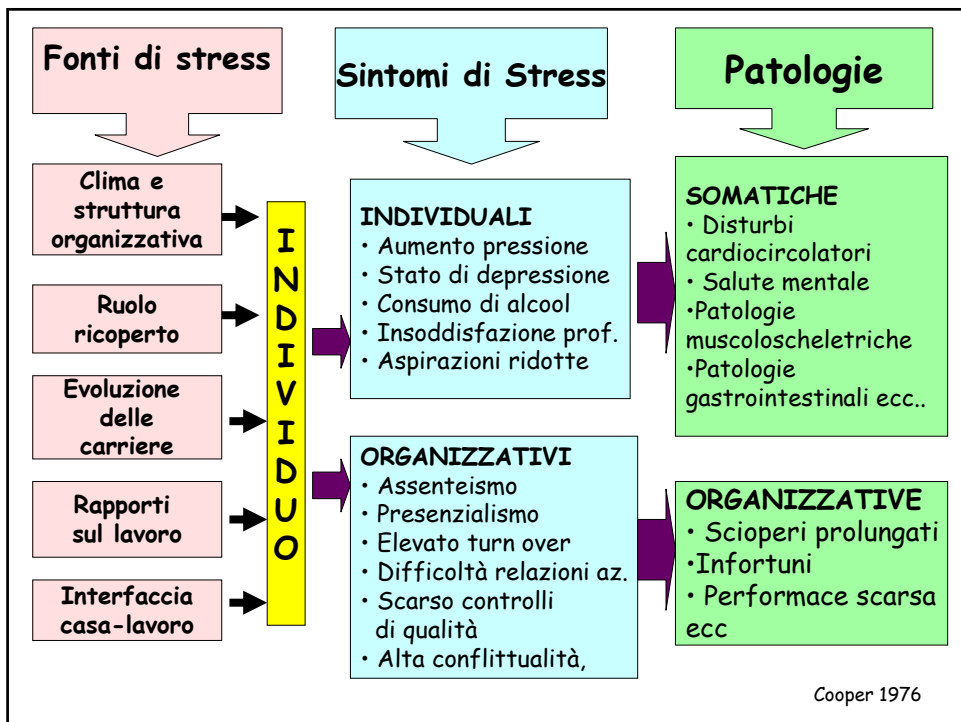 Fonti di stress
Clima e
struttura
organizzativa
Ruolo
ricoperto
Evoluzione
delle
carriere
Rapporti
sul lavoro
Interfaccia
casa-lavoro
I
N
D
I
V
I
D
U
O
Sintomi di Stress
INDIVIDUALI
• Aumento pressione
• Stato di depressione
• Consumo di alcool
• Insoddisfazione prof.
• Aspirazioni ridotte
ORGANIZZATIVI
• Assenteismo
• Presenzialismo
• Elevato turn over
• Difficoltà relazioni az.
• Scarso controlli
di qualità
• Alta conflittualità,
Patologie
SOMATICHE
• Disturbi
cardiocircolatori
• Salute mentale
•Patologie
muscoloscheletriche
•Patologie
gastrointestinali ecc..
ORGANIZZATIVE
• Scioperi prolungati
•Infortuni
• Performace scarsa
ecc
Cooper 1976